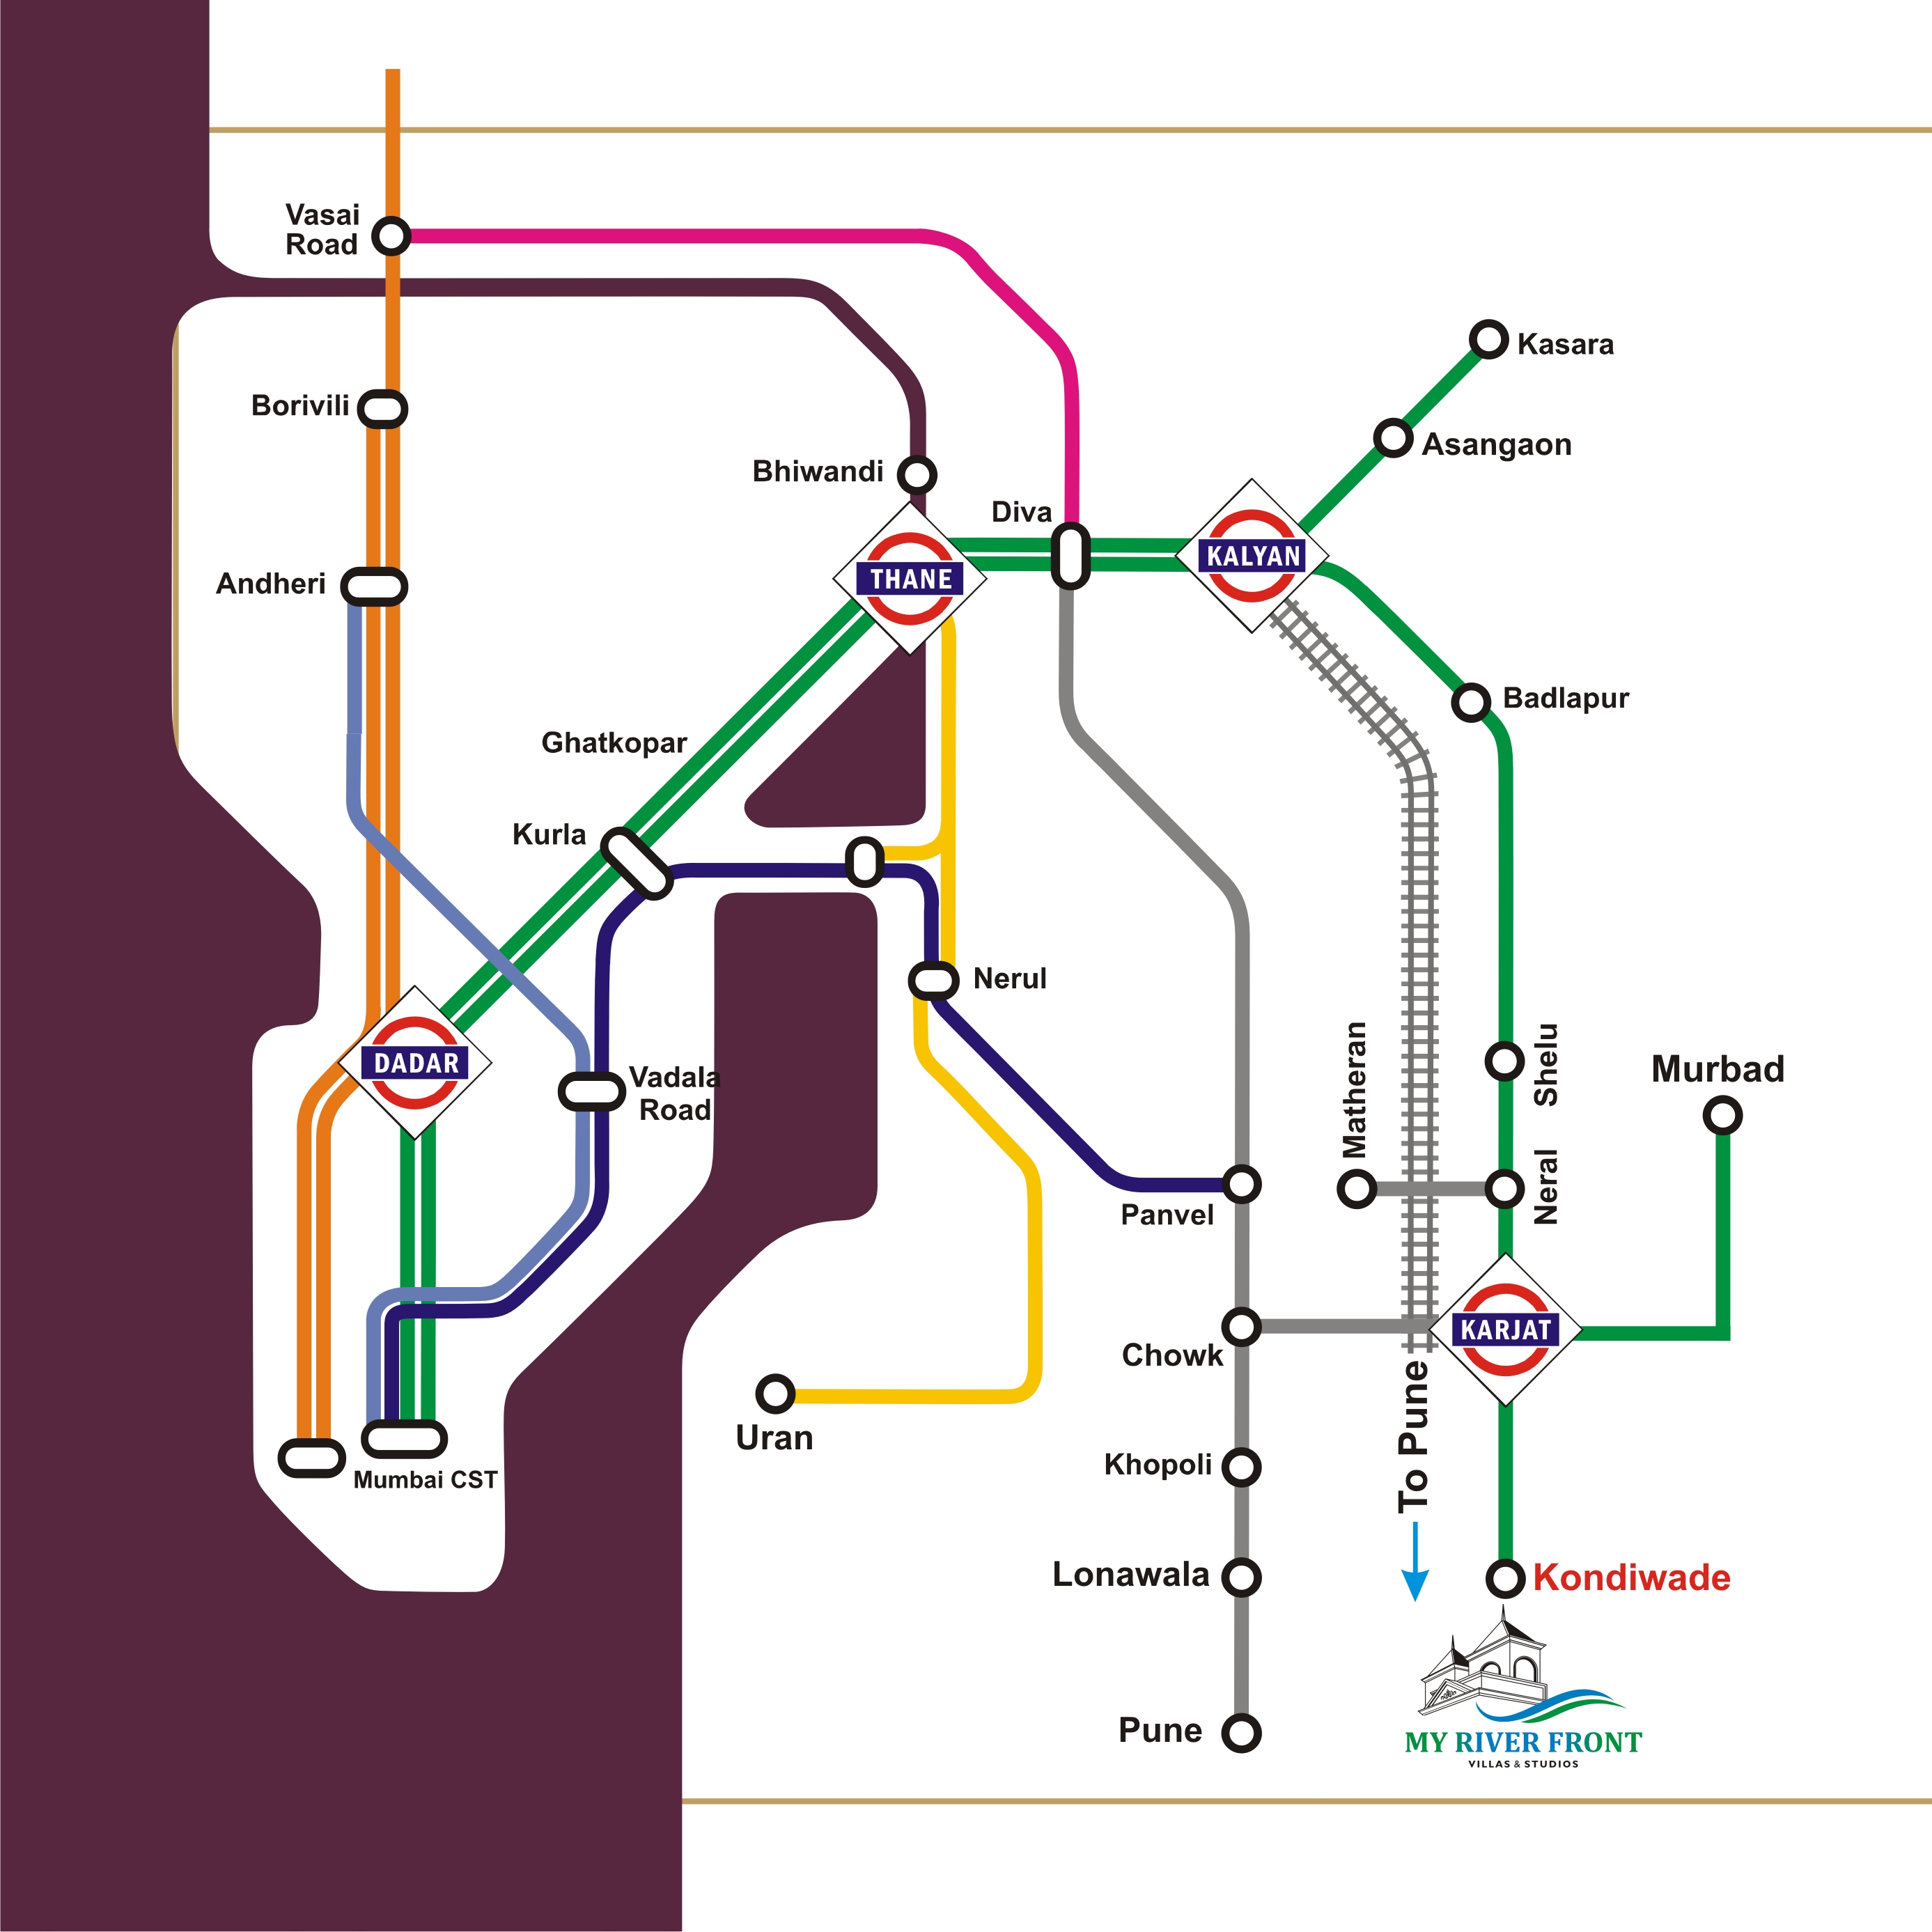 Vasai
Road
Kasara
Borivili
Asangaon
Bhiwandi
Diva
KALYAN
THANE
Andheri
Badlapur
Ghatkopar
Kurla
Nerul
DADAR
Vadala
Road
Matheran
Shelu
Murbad
Neral
Panvel
KARJAT
Chowk
To Pune
Uran
Khopoli
Mumbai CST
Lonawala
Kondiwade
Pune
MY RIVER FRONT
VILLAS & STUDIOS